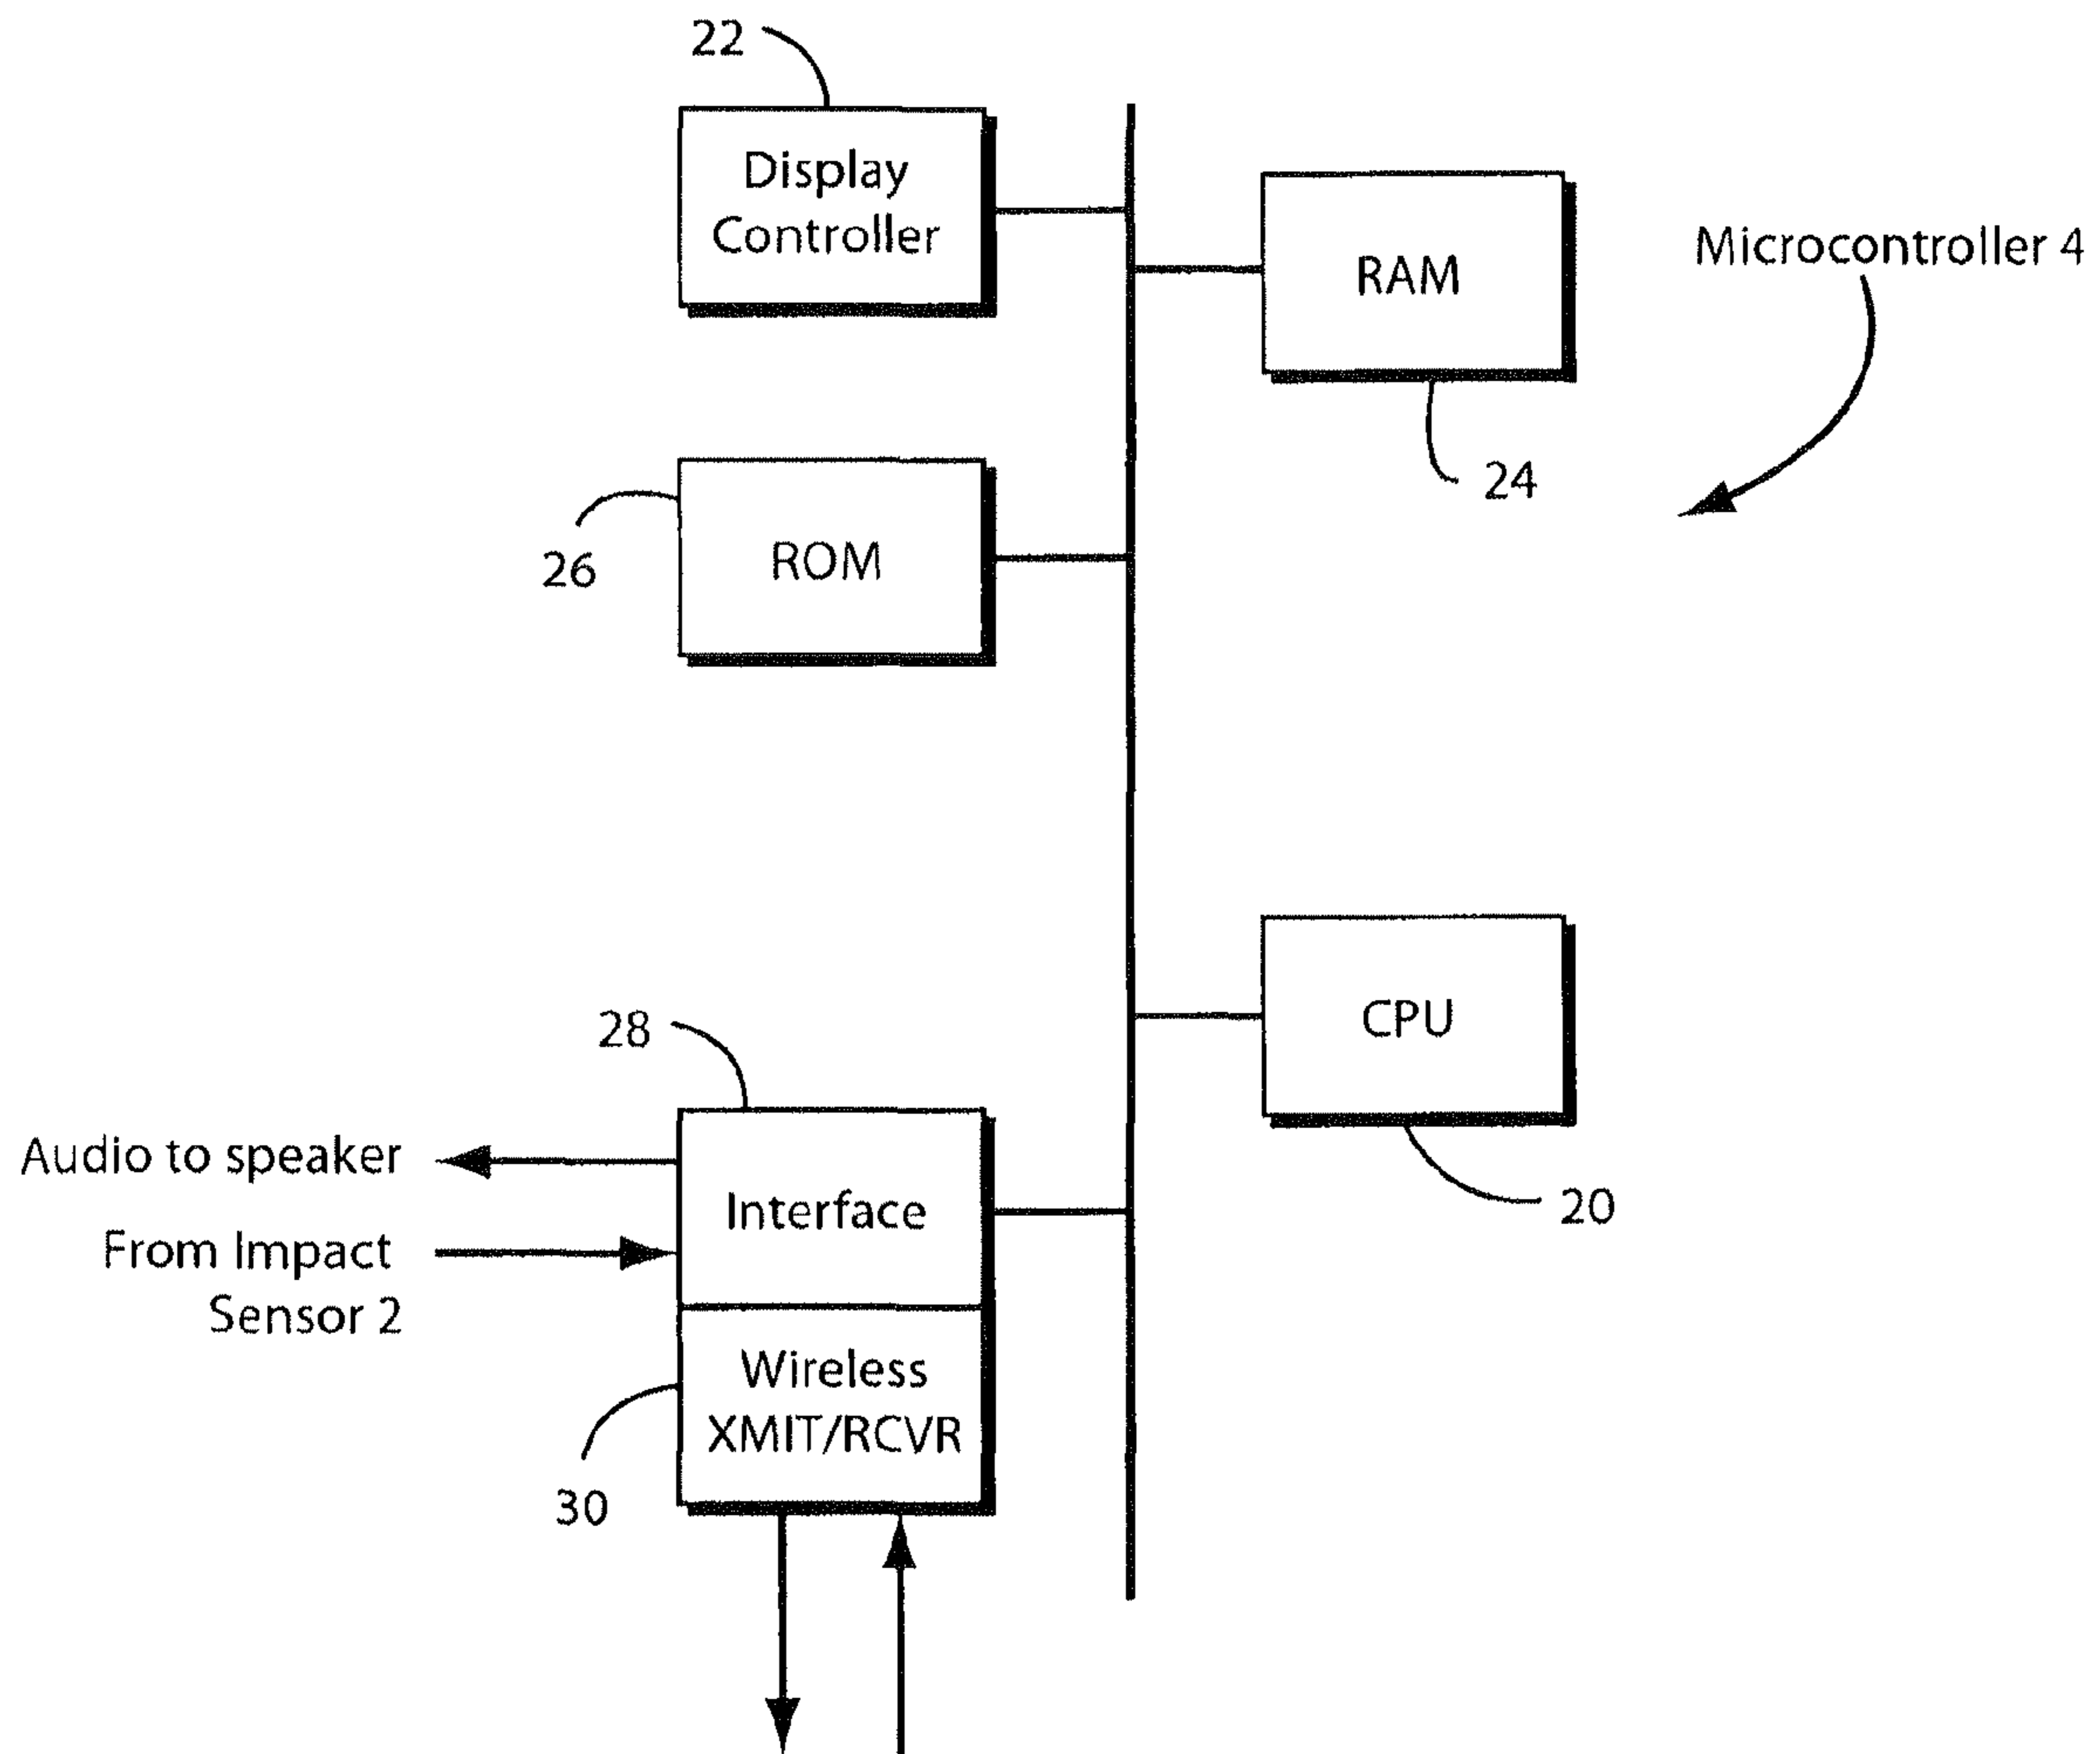 22
Display
Controller
RAM
Microcontroller 4
24
26
ROM
CPU
28
20
Audio to speaker
Interface
From Impact
Sensor 2
Wireless
XMIT/RCVR
30